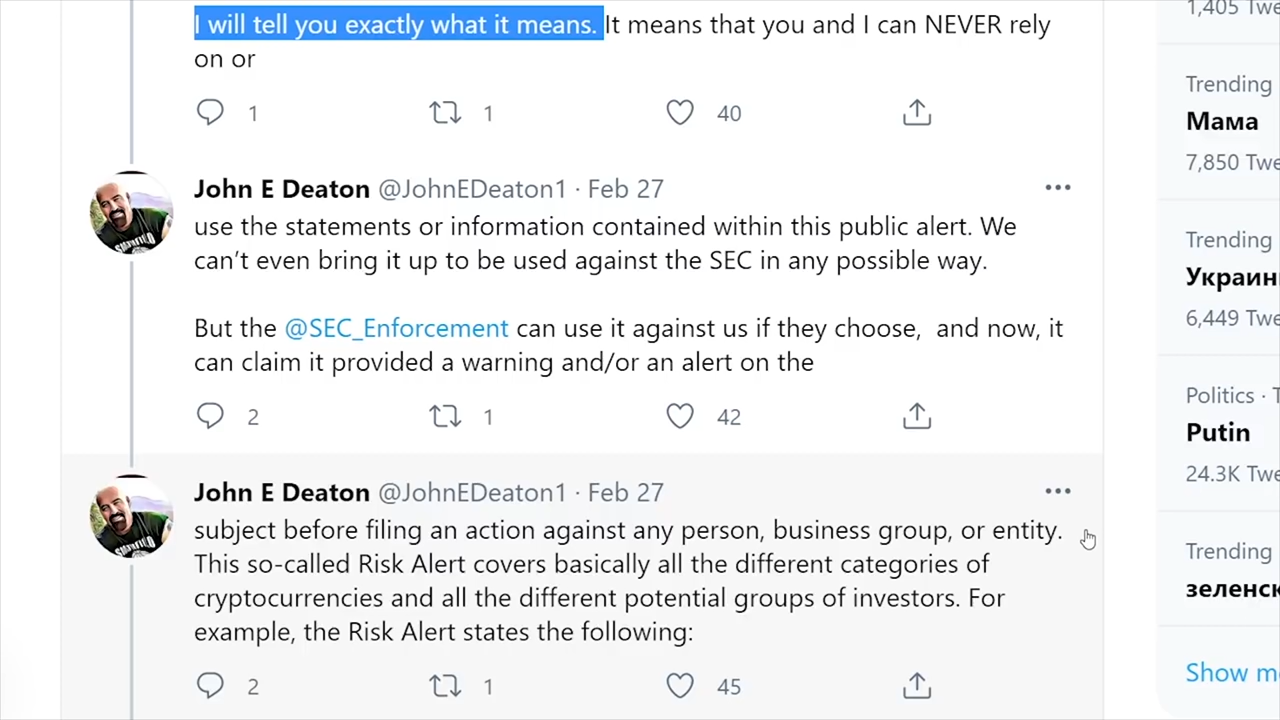 I will tell you exactly what it means. It means that you and I can NEVER rely
on or
1
1
40
John E Deaton @JohnEDeaton1 · Feb 27
use the statements or information contained within this public alert. We
can’t even bring it up to be used against the SEC in any possible way.
But the @SEC_Enforcement can use it against us if they choose,  and now, it
can claim it provided a warning and/or an alert on the
2
1
42
John E Deaton @JohnEDeaton1 · Feb 27
subject before filing an action against any person, business group, or entity.
This so-called Risk Alert covers basically all the different categories of
cryptocurrencies and all the different potential groups of investors. For
example, the Risk Alert states the following:
2
1
45
1,405
Trending
Мама
7,850
Trending
6,449
Politics ·
Putin
24.3K
Trending
Show